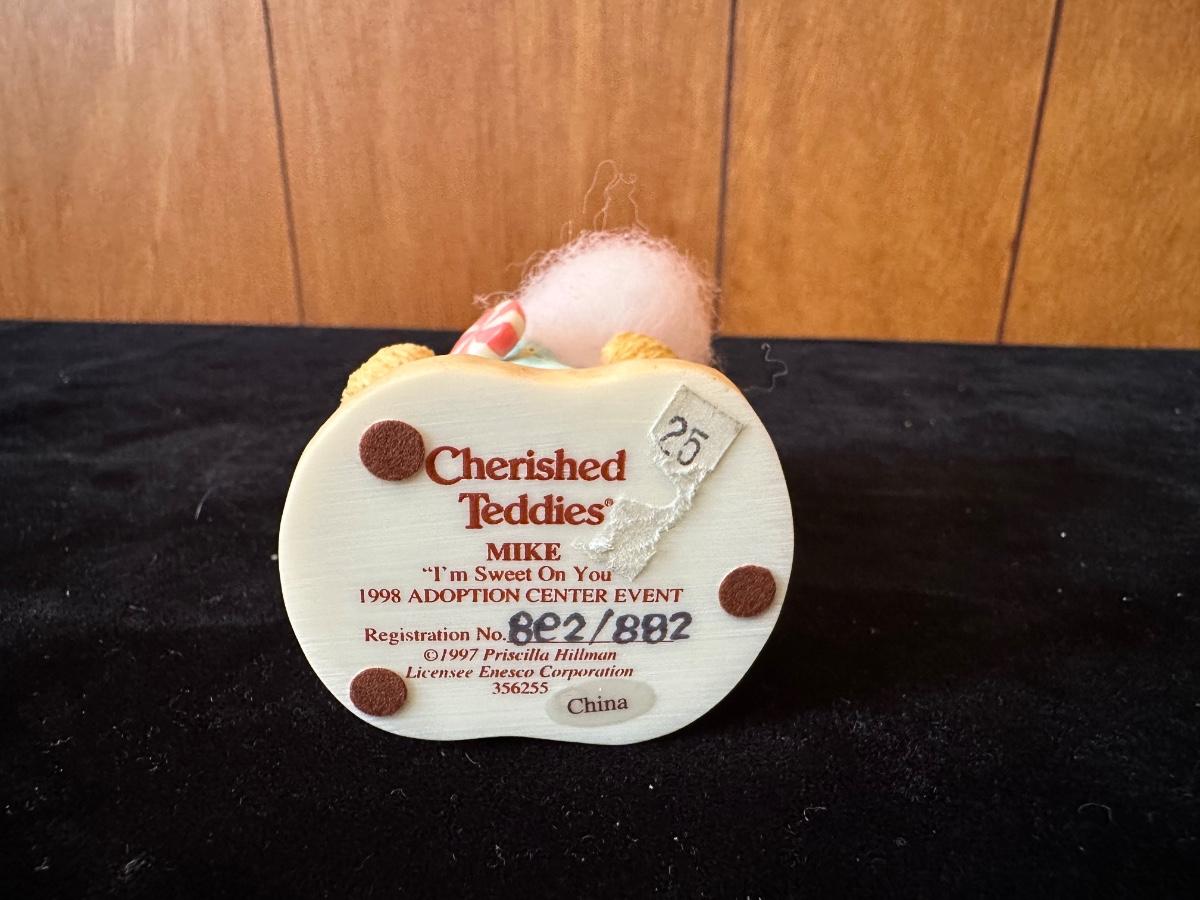 25
Cherished
Teddies®
MIKE
“I'm Sweet On You
1998 ADOPTION CENTER EVENT
Registration No. 8e2/882
©1997 Priscilla Hillman
Licensee Enesco Corporation
356255
China